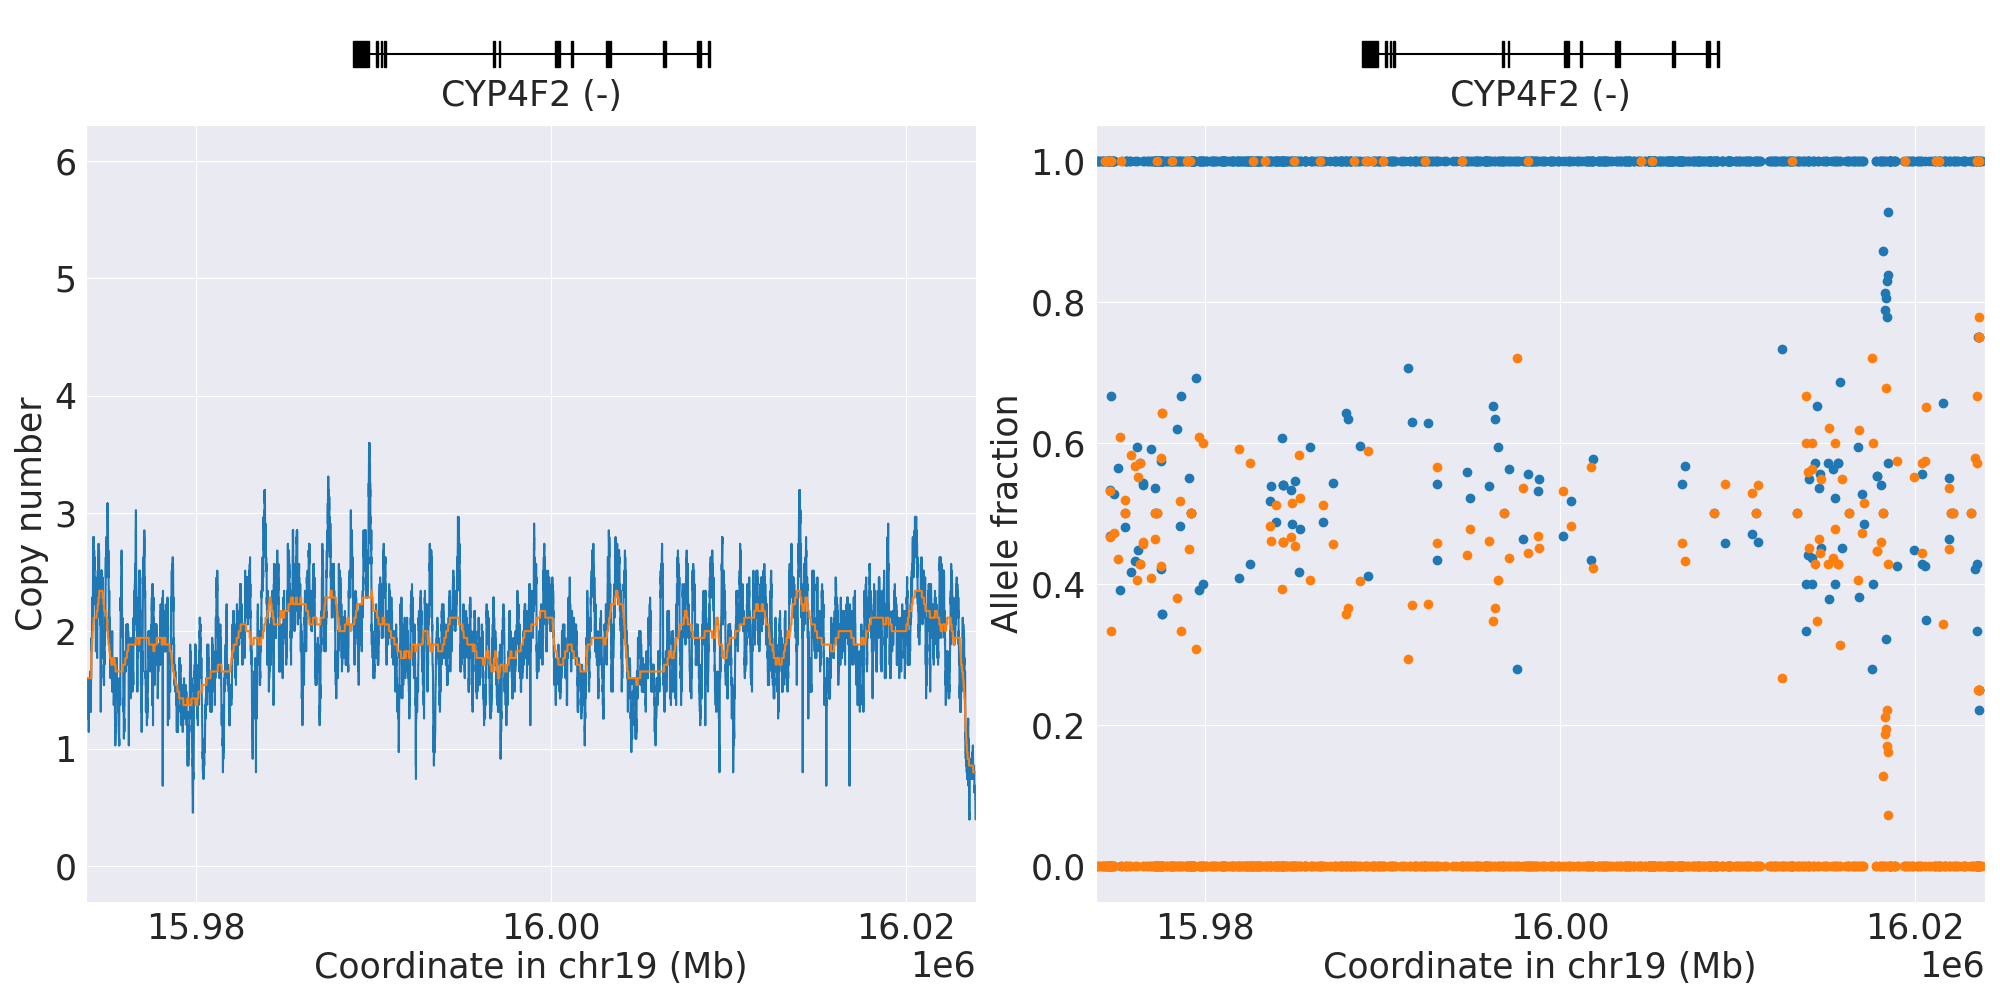 CYP4F2 (-)
6
5
4
3
2
1
0
Copy number
15.98
16.00
16.02
Coordinate in chr19 (Mb)
1e6
CYP4F2 (-)
1.0
0.8
0.6
0.4
0.2
0.0
Allele fraction
15.98
16.00
16.02
Coordinate in chr19 (Mb)
1e6